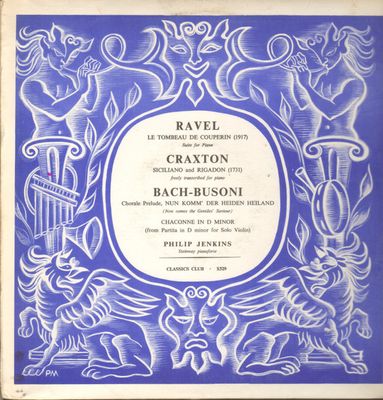 RAVEL
LE TOMBEAU DE COUPERIN (1917)
Suite for Piano
CRAXTON
SICILIANO and RIGADON (1731)
freely transcribed for piano
BACH-BUSONI
Chorale Prelude, NUN KOMM' DER HEIDEN HEILAND
(Now comes the Gentiles' Saviour)
CHACONNE IN D MINOR
(from Partita in D minor for Solo Violin)
PHILIP JENKINS
Steinway pianoforte
CLASSICS CLUB · X529
PM